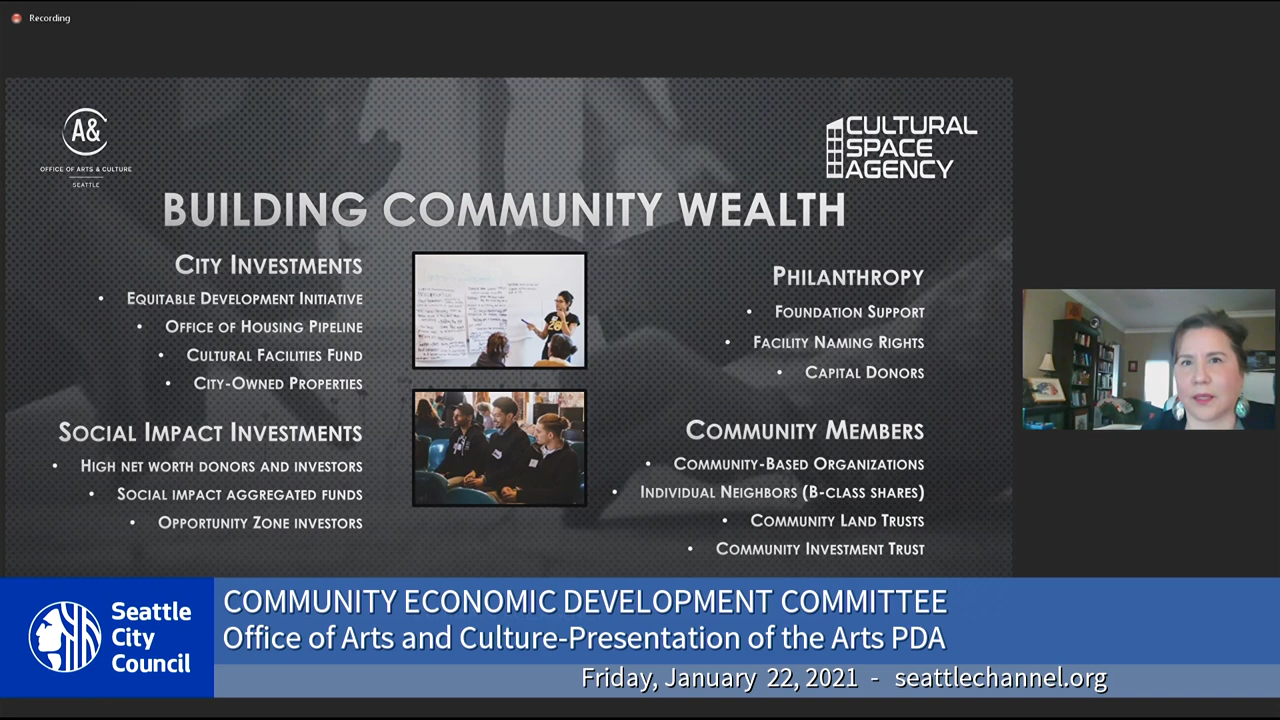 Recording
A&
OFFICE OF ARTS & CULTURE
SEATTLE
CULTURAL
SPACE
AGENCY
BUILDING COMMUNITY WEALTH
CITY INVESTMENTS
• EQUITABLE DEVELOPMENT INITIATIVE
• OFFICE OF HOUSING PIPELINE
• CULTURAL FACILITIES FUND
• CITY-OWNED PROPERTIES
SOCIAL IMPACT INVESTMENTS
• HIGH NET WORTH DONORS AND INVESTORS
• SOCIAL IMPACT AGGREGATED FUNDS
• OPPORTUNITY ZONE INVESTORS
PHILANTHROPY
• FOUNDATION SUPPORT
• FACILITY NAMING RIGHTS
• CAPITAL DONORS
COMMUNITY MEMBERS
• COMMUNITY-BASED ORGANIZATIONS
• INDIVIDUAL NEIGHBORS (B-CLASS SHARES)
• COMMUNITY LAND TRUSTS
• COMMUNITY INVESTMENT TRUST
Seattle
City
Council
COMMUNITY ECONOMIC DEVELOPMENT COMMITTEE
Office of Arts and Culture-Presentation of the Arts PDA
Friday, January 22, 2021 - seattlechannel.org